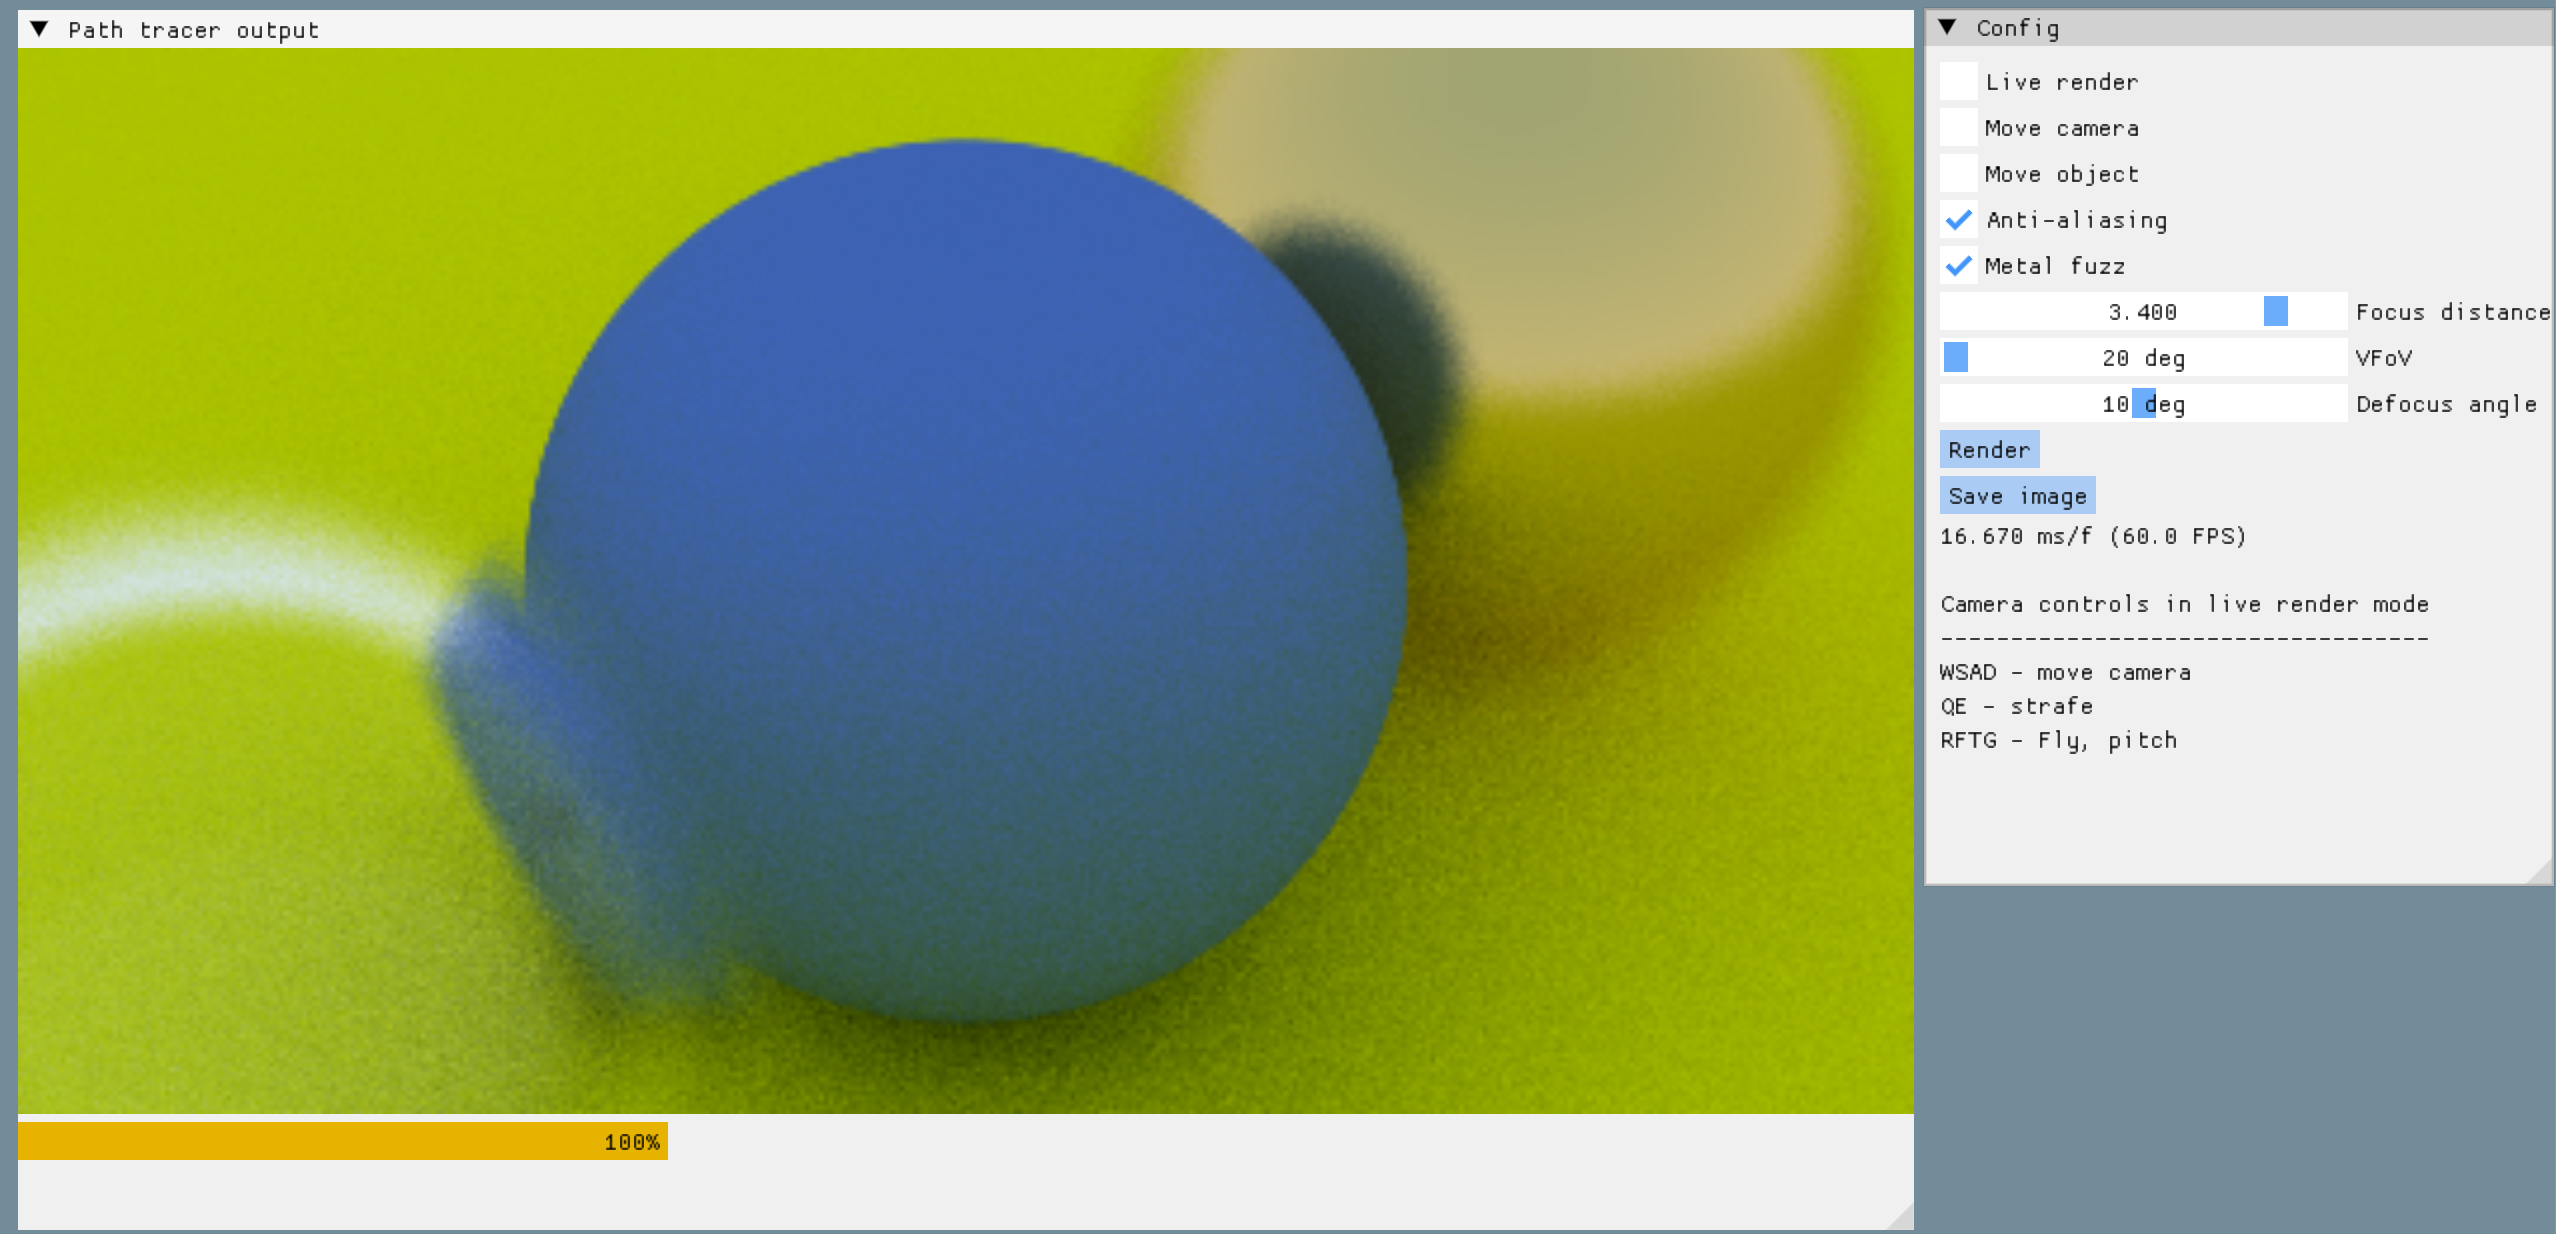 Path tracer output
100%
Config
Live render
Move camera
Move object
Anti-aliasing
Metal fuzz
3.400 Focus distance
20 deg VFoV
10 deg Defocus angle
Render
Save image
16.670 ms/f (60.0 FPS)
Camera controls in live render mode
-----------------------------------
WSAD - move camera
QE - strafe
RFTG - Fly, pitch